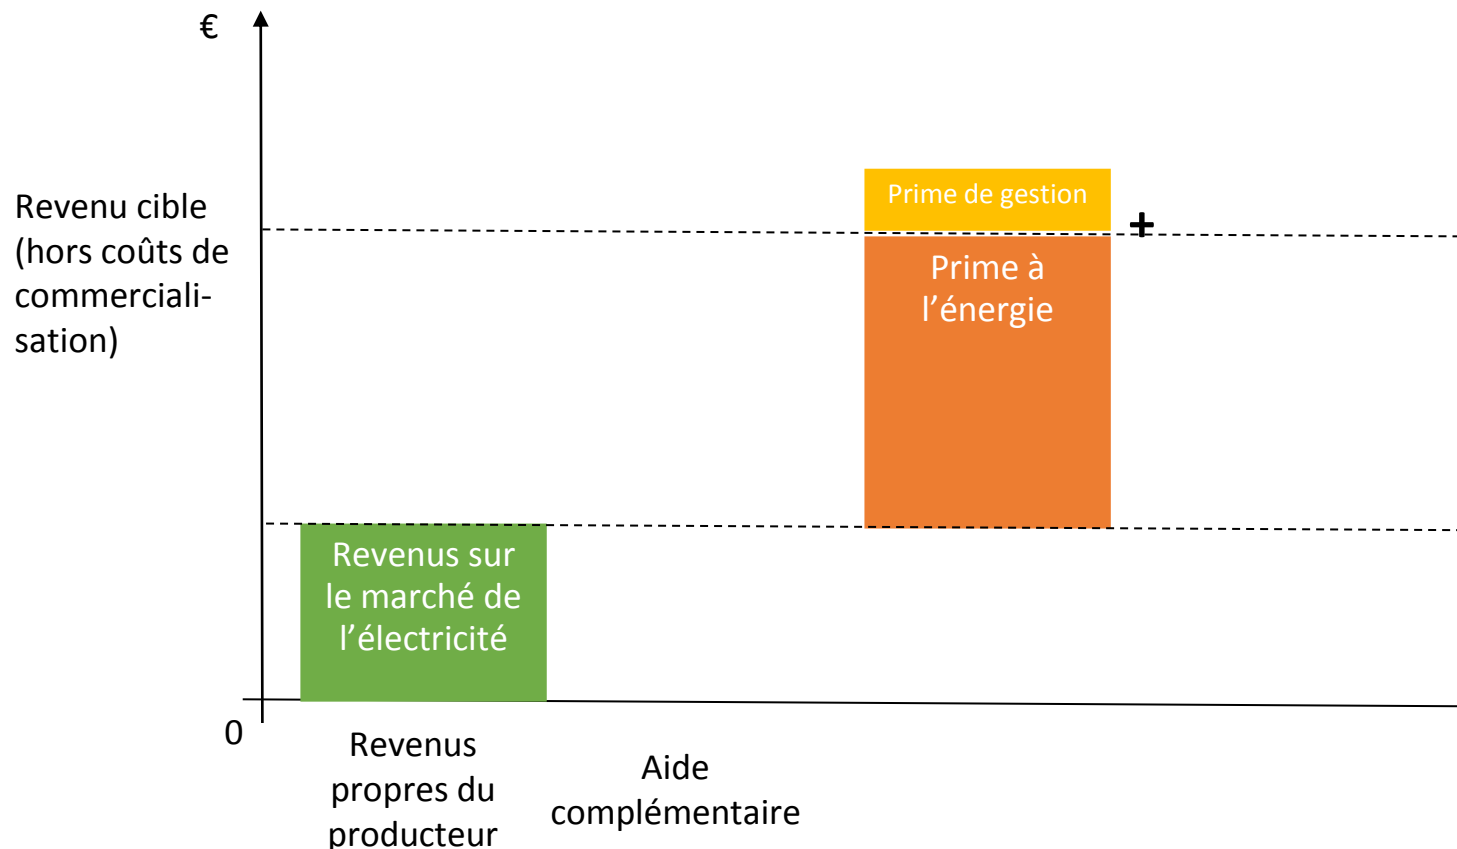 €
Revenu cible
(hors coûts de
commerciali-
sation)
Prime de gestion
+
Prime à
l’énergie
Revenus sur
le marché de
l’électricité
0
Revenus
propres du
producteur
Aide
complémentaire